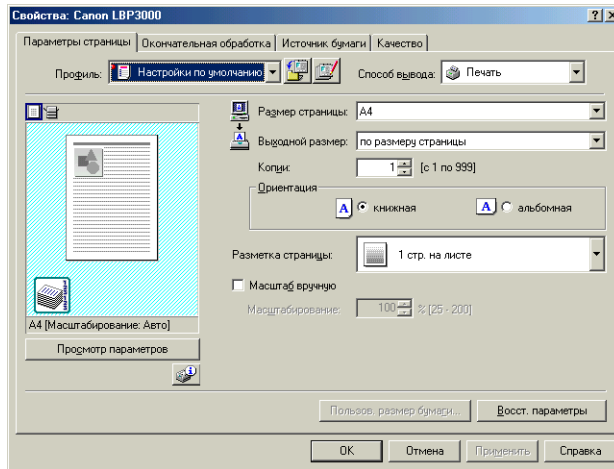 Свойства: Canon LBP3000
Параметры страницы Окончательная обработка Источник бумаги Качество
Профиль: Настройки по умолчанию Способ вывода: Печать
Размер страницы: A4
Выходной размер: по размеру страницы
Копии: 1 [с 1 по 999]
Ориентация
A книжная A альбомная
Разметка страницы: 1 стр. на листе
Масштаб вручную
Масштабирование: 100 % [25 - 200]
A4 [Масштабирование: Авто]
Просмотр параметров
Пользов. размер бумаги... Восст. параметры
OK Отмена Применить Справка